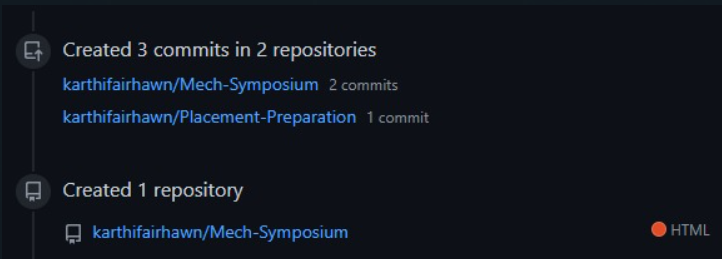 Created 3 commits in 2 repositories
karthifairhawn/Mech-Symposium 2 commits
karthifairhawn/Placement-Preparation 1 commit
Created 1 repository
karthifairhawn/Mech-Symposium HTML